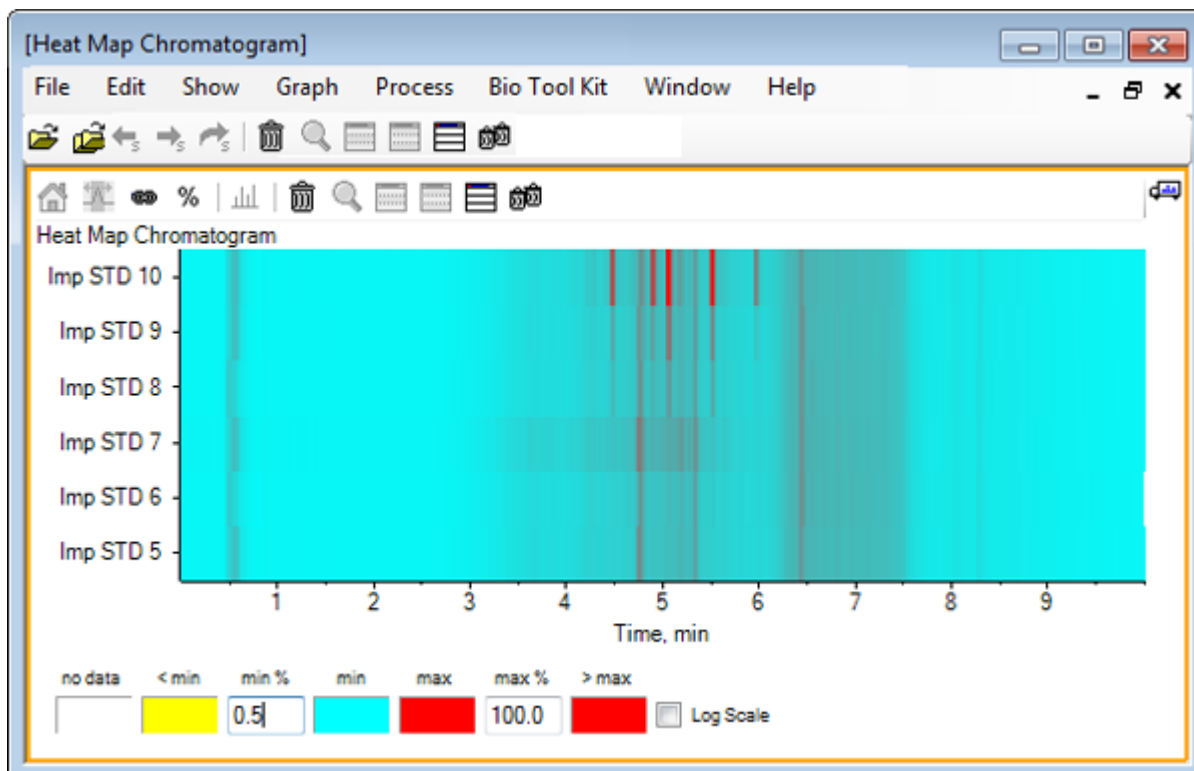 [Heat Map Chromatogram]
File Edit Show Graph Process Bio Tool Kit Window Help
%
Heat Map Chromatogram
Imp STD 10
Imp STD 9
Imp STD 8
Imp STD 7
Imp STD 6
Imp STD 5
1 2 3 4 5 6 7 8 9
Time, min
no data < min min % min max max % > max
0.5 100.0 Log Scale